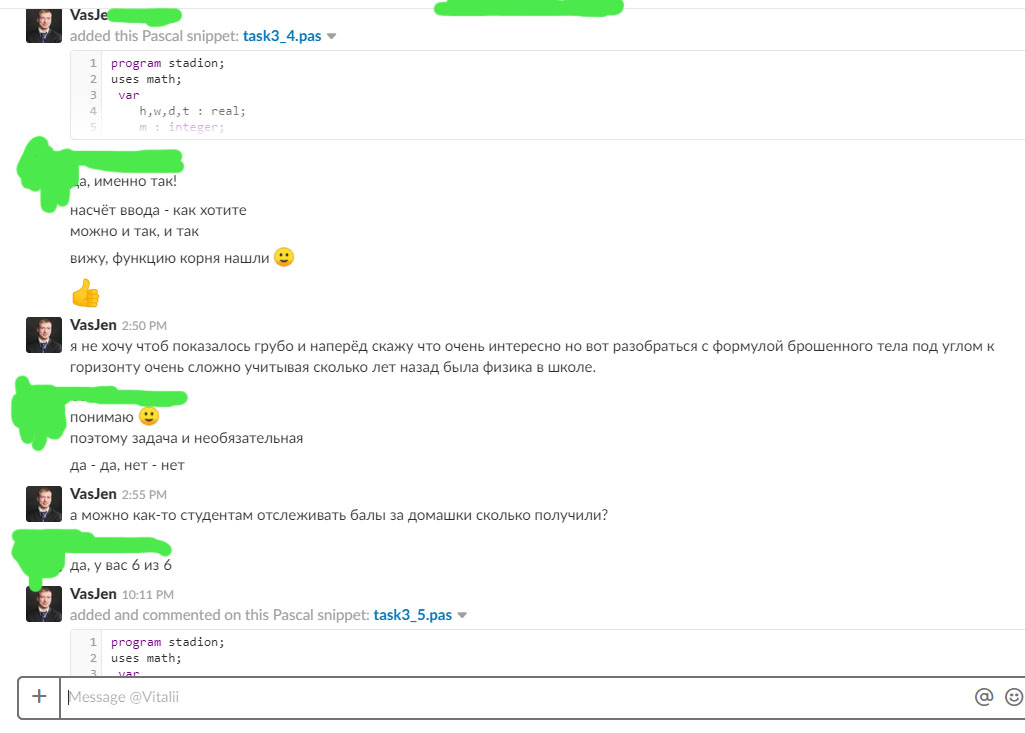 VasJe
added this Pascal snippet: task3_4.pas
1 program stadion;
2 uses math;
3 var
4 h,w,d,t : real;
5 m : integer;
да, именно так!
насчёт ввода - как хотите
можно и так, и так
вижу, функцию корня нашли
VasJen 2:50 PM
я не хочу чтоб показалось грубо и наперёд скажу что очень интересно но вот разобраться с формулой брошенного тела под углом к
горизонту очень сложно учитывая сколько лет назад была физика в школе.
понимаю
поэтому задача и необязательная
да - да, нет - нет
VasJen 2:55 PM
а можно как-то студентам отслеживать балы за домашки сколько получили?
да, у вас 6 из 6
VasJen 10:11 PM
added and commented on this Pascal snippet: task3_5.pas
1 program stadion;
2 uses math;
3 var
Message @Vitalii